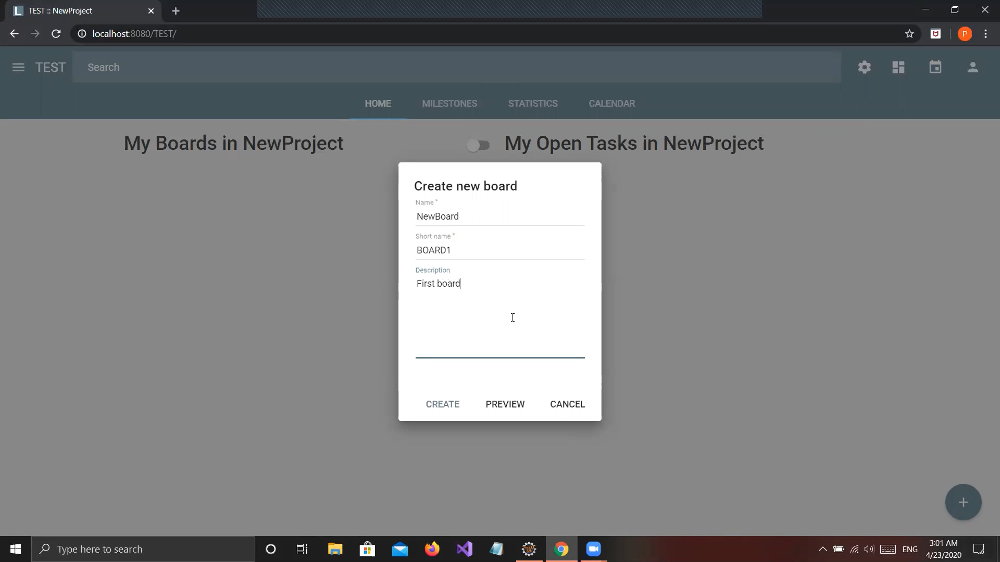 TEST :: NewProject
localhost:8080/TEST/
P
TEST
Search
HOME
MILESTONES
STATISTICS
CALENDAR
My Boards in NewProject
My Open Tasks in NewProject
Create new board
Name *
NewBoard
Short name *
BOARD1
Description
First board
CREATE
PREVIEW
CANCEL
Type here to search
ENG
3:01 AM
4/23/2020